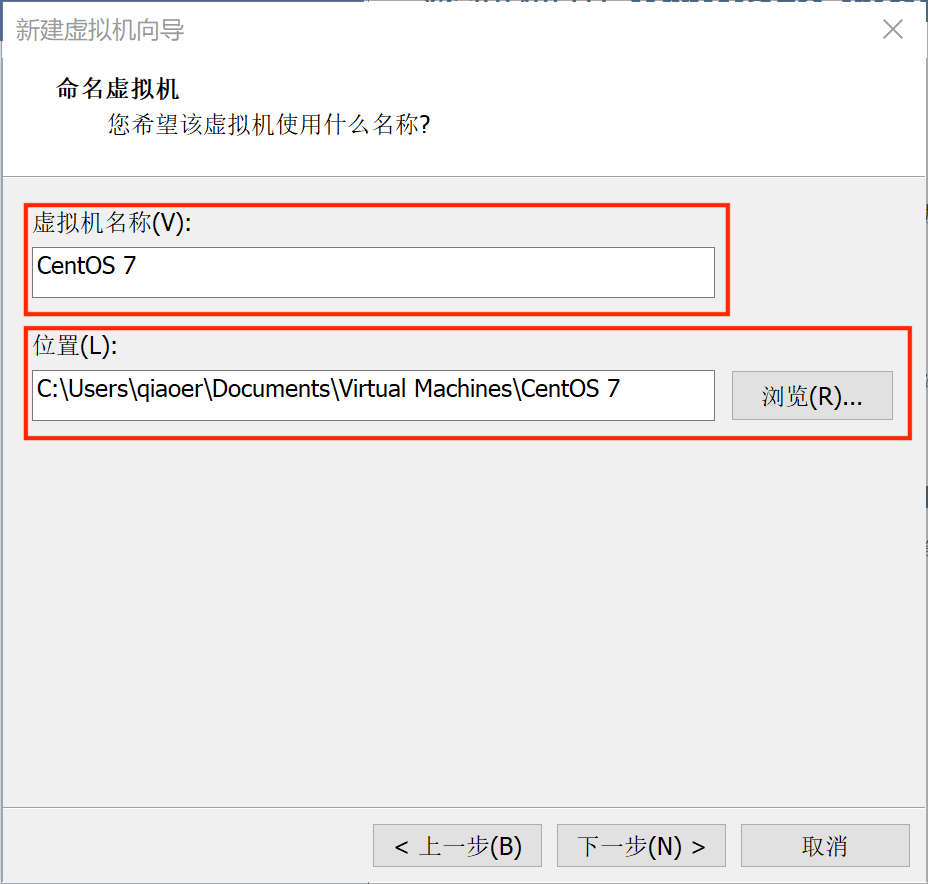 新建虚拟机向导
命名虚拟机
您希望该虚拟机使用什么名称?
虚拟机名称(V):
CentOS 7
位置(L):
C:\Users\qiaoer\Documents\Virtual Machines\CentOS 7
浏览(R)...
< 上一步(B)
下一步(N) >
取消